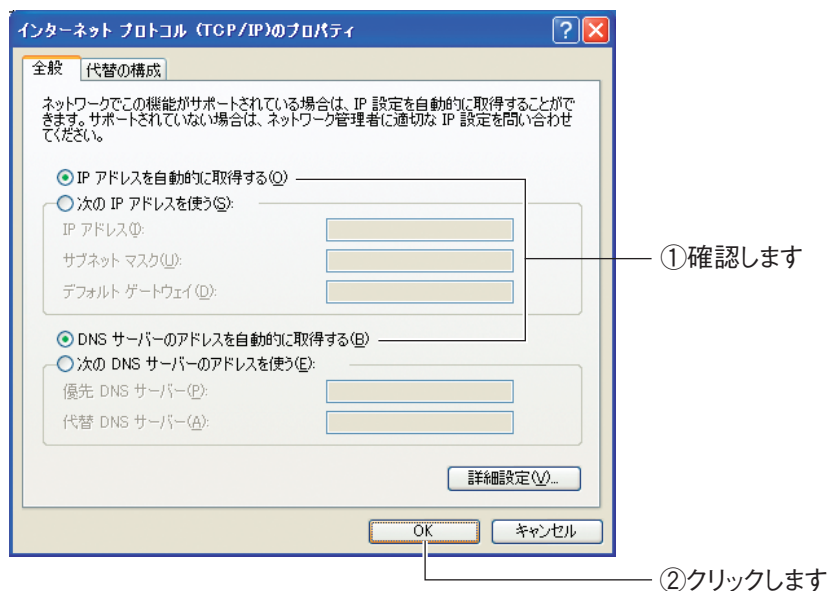 インターネット プロトコル (TCP/IP)のプロパティ
全般
代替の構成
ネットワークでこの機能がサポートされている場合は、IP 設定を自動的に取得することがで
きます。サポートされていない場合は、ネットワーク管理者に適切な IP 設定を問い合わせ
てください。
IP アドレスを自動的に取得する(O)
次の IP アドレスを使う(S):
IP アドレス(I):
サブネット マスク(U):
デフォルト ゲートウェイ(D):
①確認します
DNS サーバーのアドレスを自動的に取得する(B)
次の DNS サーバーのアドレスを使う(E):
優先 DNS サーバー(P):
代替 DNS サーバー(A):
詳細設定(V)...
OK
キャンセル
②クリックします